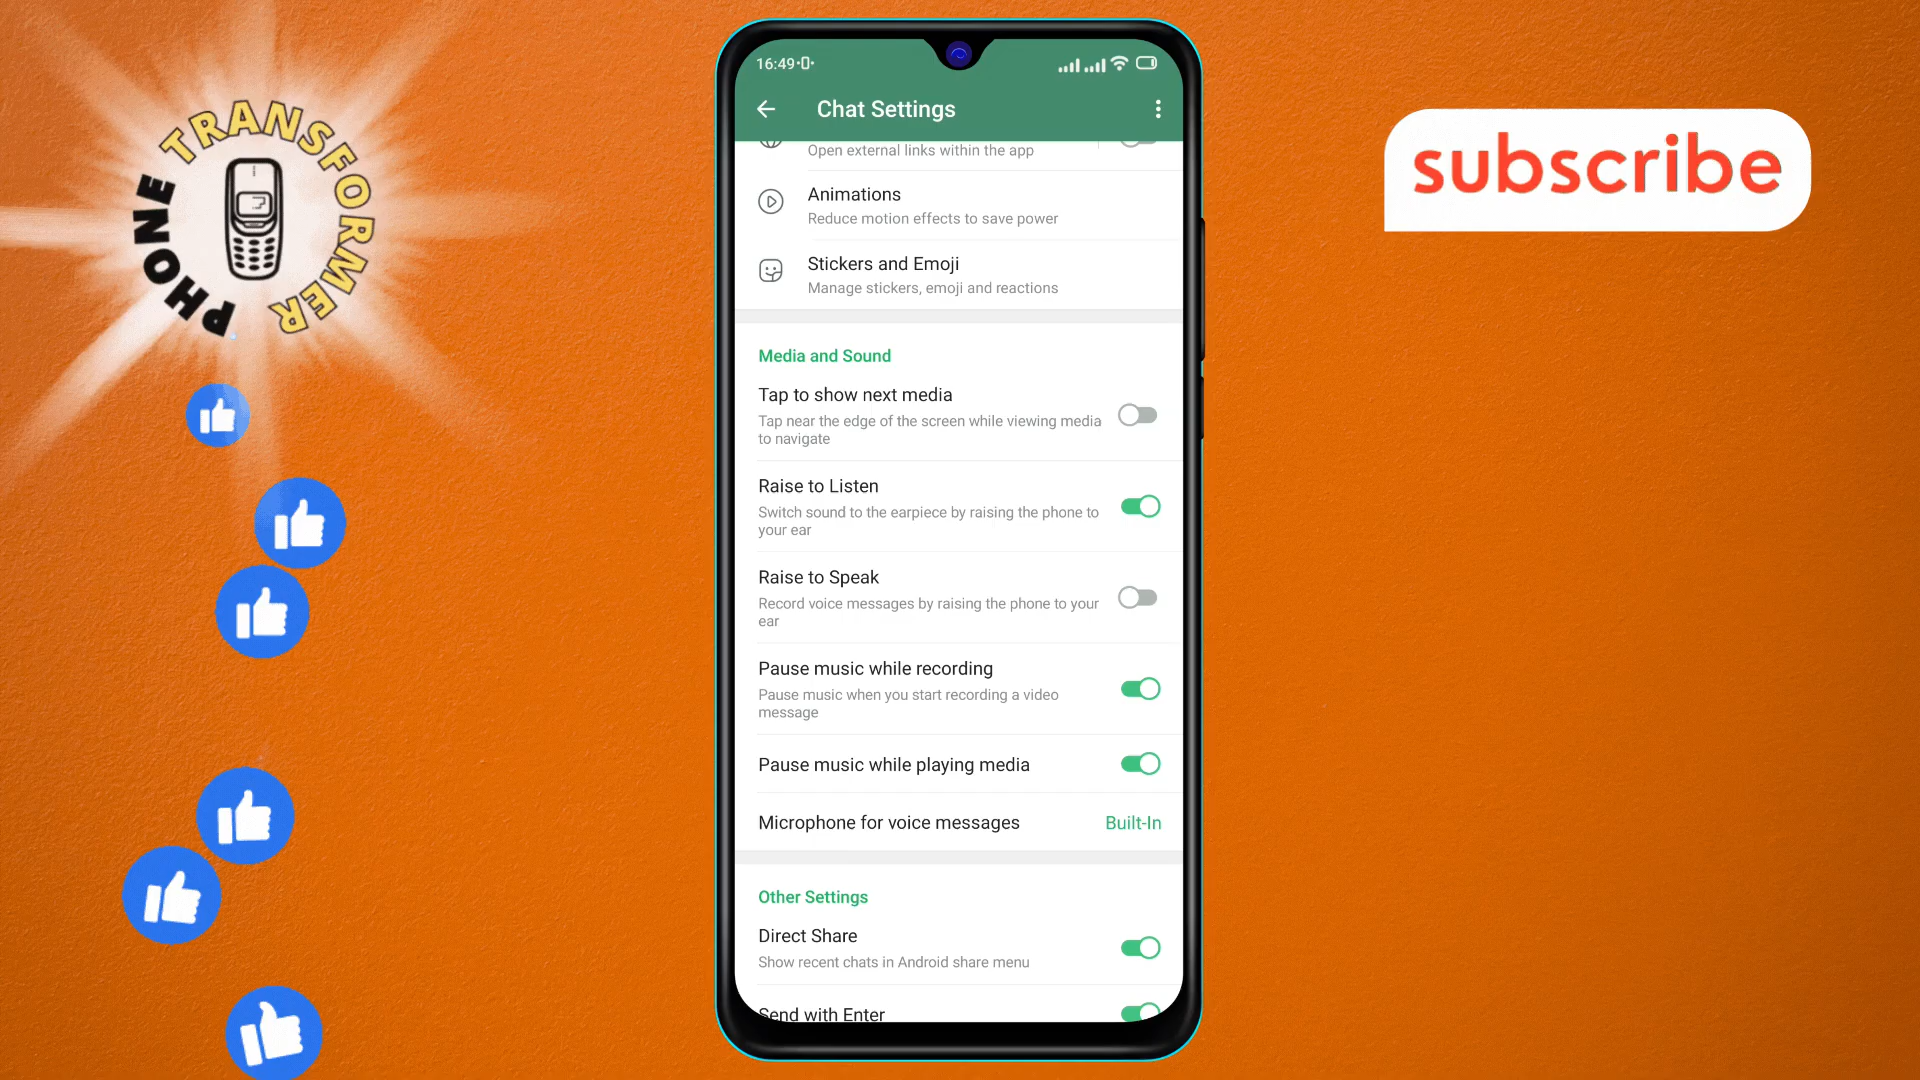 PHONE TRANSFORMER
16:49
Chat Settings
Open external links within the app
Animations
Reduce motion effects to save power
Stickers and Emoji
Manage stickers, emoji and reactions
Media and Sound
Tap to show next media
Tap near the edge of the screen while viewing media
to navigate
Raise to Listen
Switch sound to the earpiece by raising the phone to
your ear
Raise to Speak
Record voice messages by raising the phone to your
ear
Pause music while recording
Pause music when you start recording a video
message
Pause music while playing media
Microphone for voice messages
Built-In
Other Settings
Direct Share
Show recent chats in Android share menu
Send with Enter
subscribe